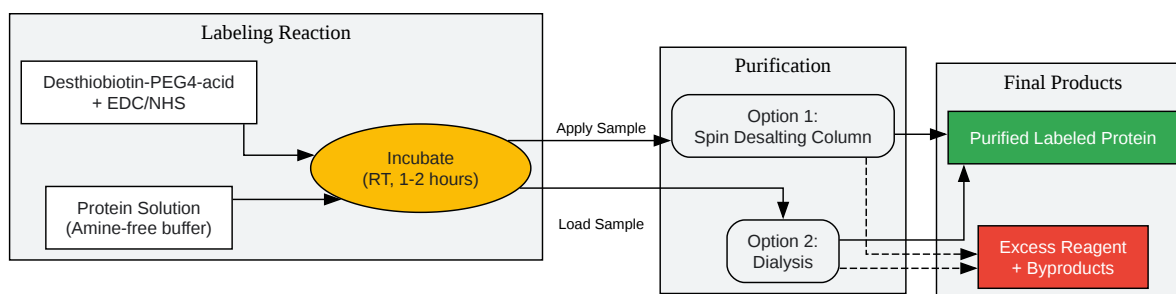 Labeling Reaction
Desthiobiotin-PEG4-acid
+ EDC/NHS
Protein Solution
(Amine-free buffer)
Incubate
(RT, 1-2 hours)
Apply Sample
Load Sample
Purification
Option 1:
Spin Desalting Column
Option 2:
Dialysis
Final Products
Purified Labeled Protein
Excess Reagent
+ Byproducts